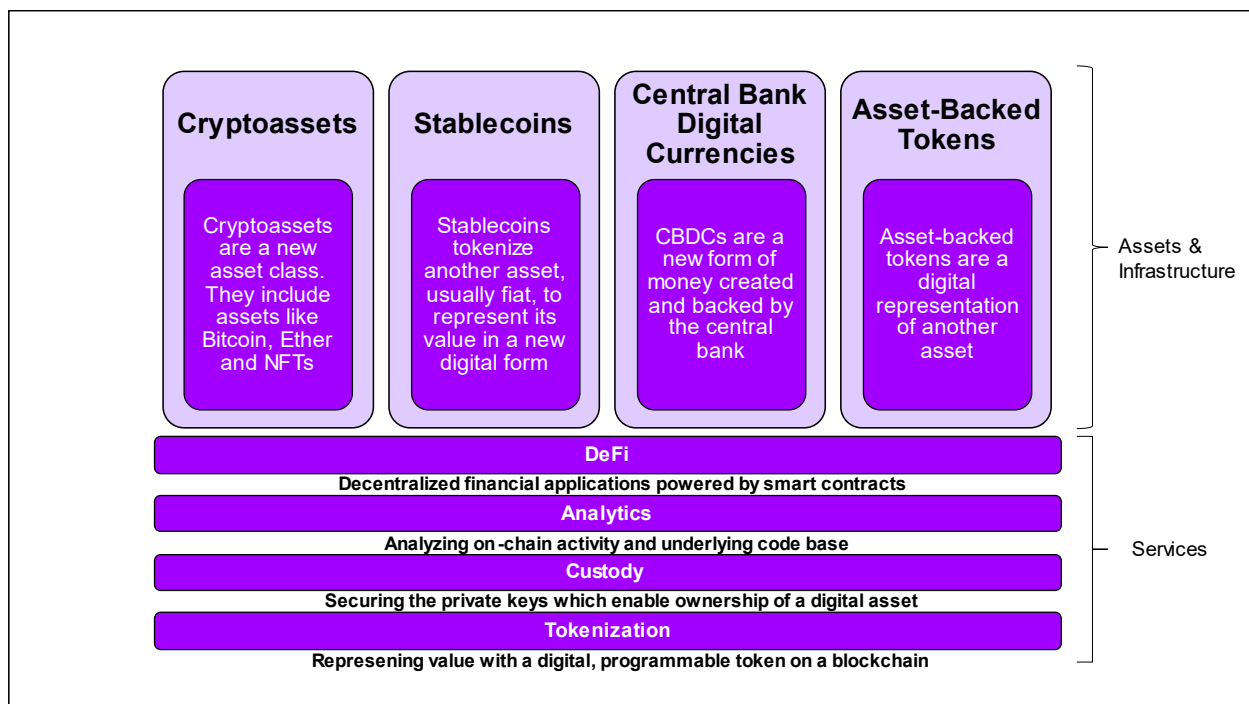 Cryptoassets
Cryptoassets
are a new
asset class.
They include
assets like
Bitcoin, Ether
and NFTs
Stablecoins
Stablecoins
tokenize
another asset,
usually fiat, to
represent its
value in a new
digital form
Central Bank
Digital
Currencies
CBDCs are a
new form of
money created
and backed by
the central
bank
Asset-Backed
Tokens
Asset-backed
tokens are a
digital
representation
of another
asset
Assets &
Infrastructure
DeFi
Decentralized financial applications powered by smart contracts
Analytics
Analyzing on-chain activity and underlying code base
Custody
Securing the private keys which enable ownership of a digital asset
Tokenization
Represening value with a digital, programmable token on a blockchain
Services